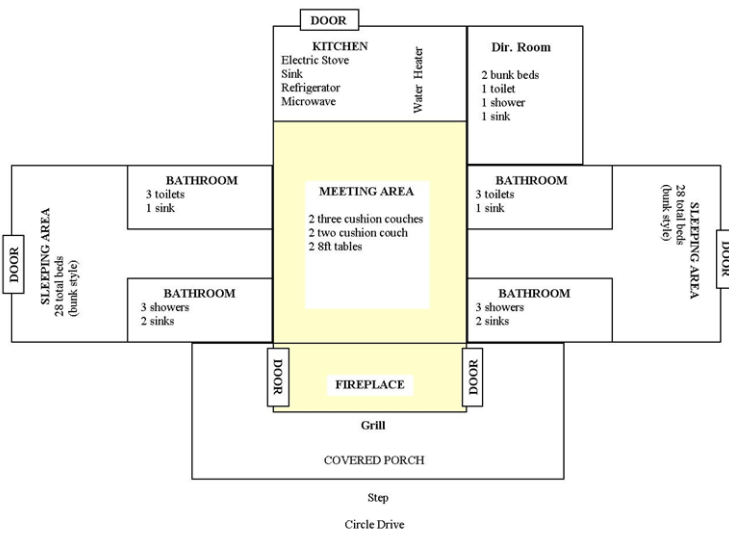 DOOR
KITCHEN
Electric Stove
Sink
Refrigerator
Microwave
Water Heater
Dir. Room
2 bunk beds
1 toilet
1 shower
1 sink
BATHROOM
3 toilets
1 sink
MEETING AREA
2 three cushion couches
2 two cushion couch
2 8ft tables
BATHROOM
3 toilets
1 sink
DOOR
SLEEPING AREA
28 total beds
(bunk style)
SLEEPING AREA
28 total beds
(bunk style)
DOOR
BATHROOM
3 showers
2 sinks
BATHROOM
3 showers
2 sinks
DOOR
FIREPLACE
DOOR
Grill
COVERED PORCH
Step
Circle Drive